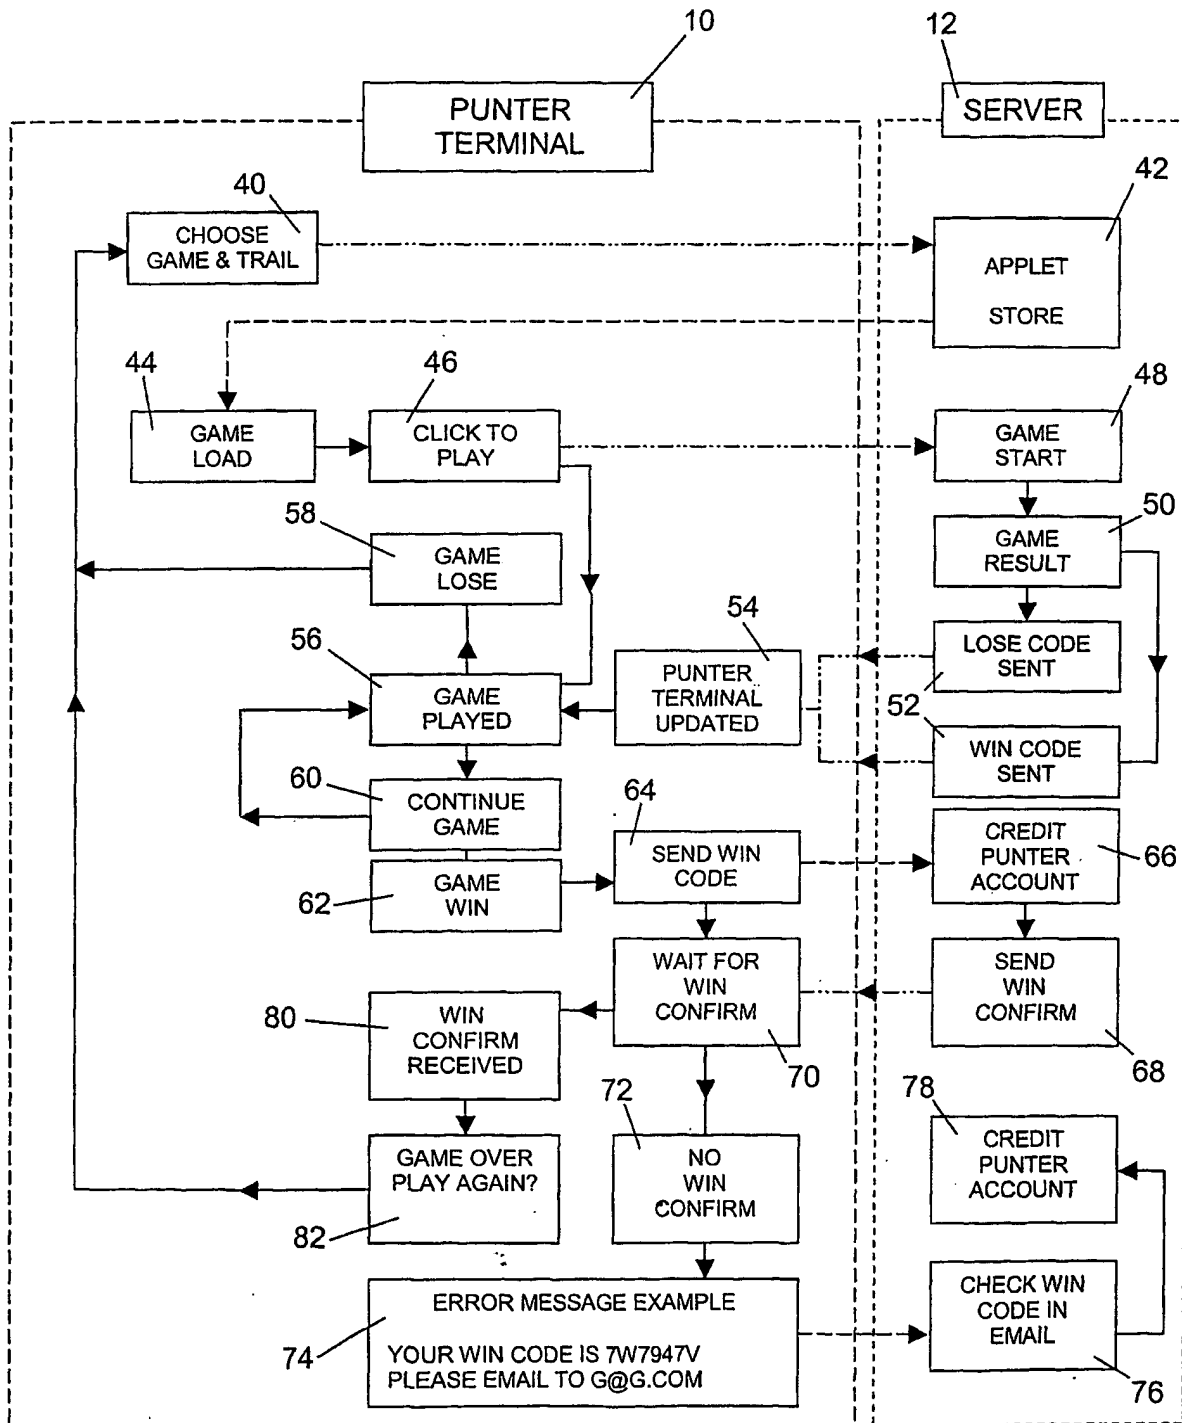 10
12
PUNTER
TERMINAL
SERVER
40
42
CHOOSE
GAME & TRAIL
APPLET
STORE
44
46
48
GAME
LOAD
CLICK TO
PLAY
GAME
START
58
50
GAME
LOSE
GAME
RESULT
56
54
LOSE CODE
SENT
GAME
PLAYED
PUNTER
TERMINAL
UPDATED
52
WIN CODE
SENT
60
CONTINUE
GAME
64
SEND WIN
CODE
CREDIT
PUNTER
ACCOUNT
66
62
GAME
WIN
WAIT FOR
WIN
CONFIRM
SEND
WIN
CONFIRM
80
WIN
CONFIRM
RECEIVED
70
68
72
78
GAME OVER
PLAY AGAIN?
82
NO
WIN
CONFIRM
CREDIT
PUNTER
ACCOUNT
ERROR MESSAGE EXAMPLE
74
YOUR WIN CODE IS 7W7947V
PLEASE EMAIL TO G@G.COM
CHECK WIN
CODE IN
EMAIL
76